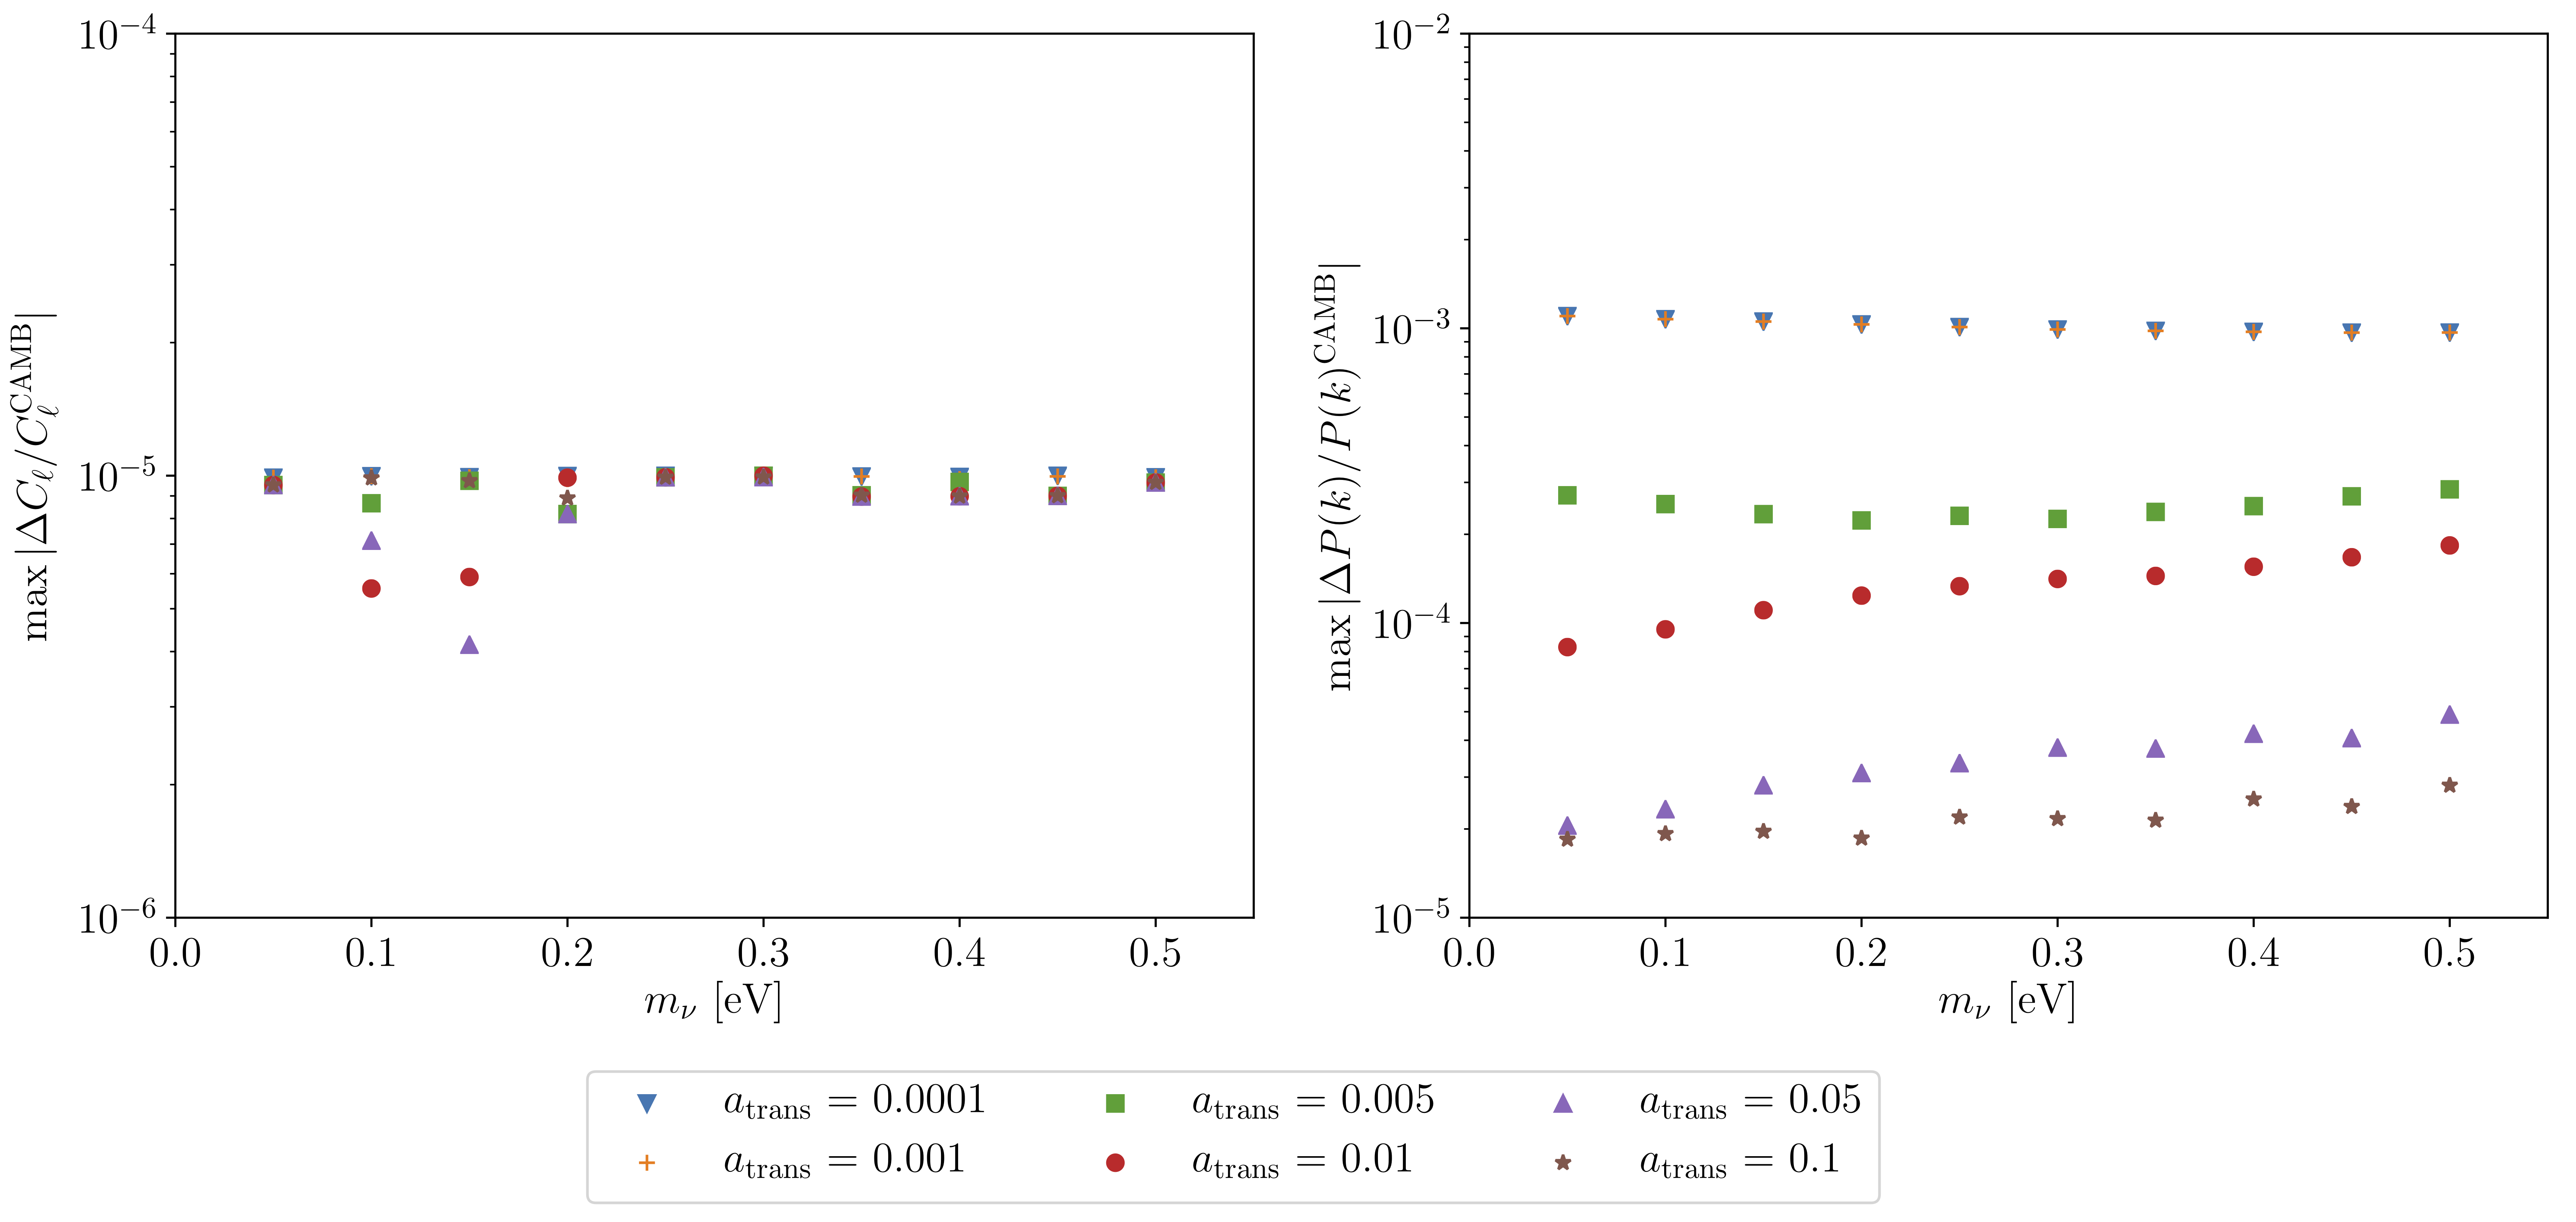 max |ΔC_ℓ/C_ℓ^CAMB|
10^−4
10^−5
10^−6
0.0 0.1 0.2 0.3 0.4 0.5
m_ν [eV]
max |ΔP(k)/P(k)^CAMB|
10^−2
10^−3
10^−4
10^−5
0.0 0.1 0.2 0.3 0.4 0.5
m_ν [eV]
a_trans = 0.0001 a_trans = 0.005 a_trans = 0.05
a_trans = 0.001 a_trans = 0.01 a_trans = 0.1